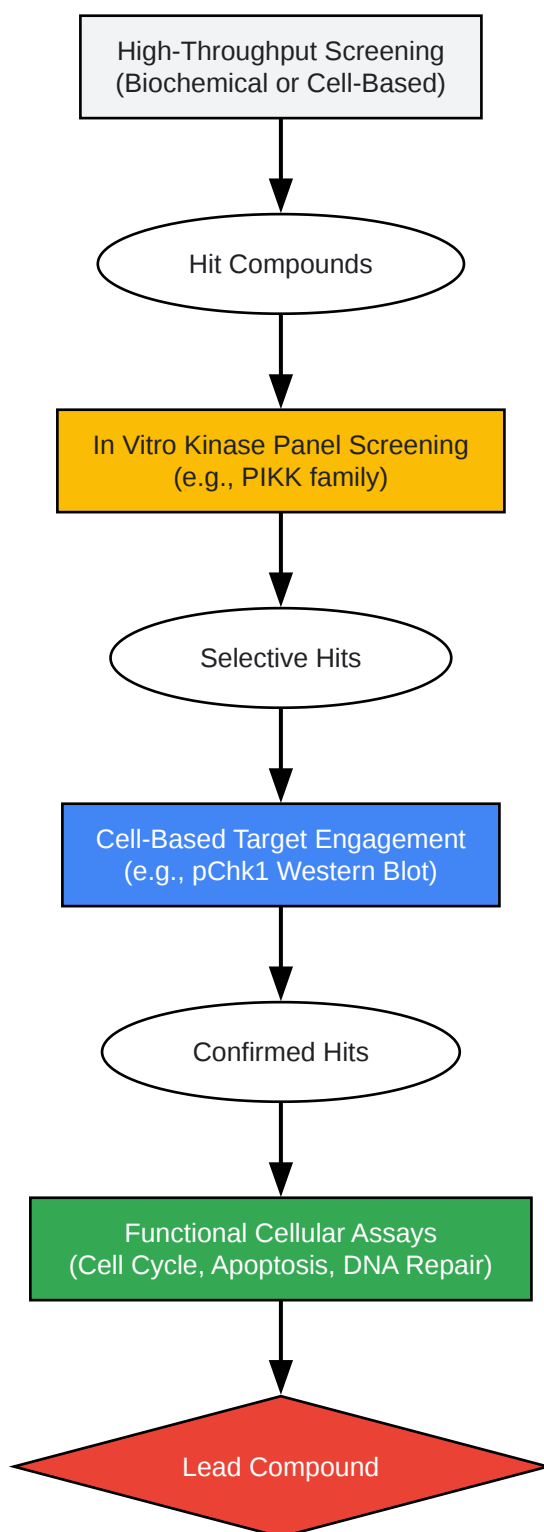 High-Throughput Screening
(Biochemical or Cell-Based)
Hit Compounds
In Vitro Kinase Panel Screening
(e.g., PIKK family)
Selective Hits
Cell-Based Target Engagement
(e.g., pChk1 Western Blot)
Confirmed Hits
Functional Cellular Assays
(Cell Cycle, Apoptosis, DNA Repair)
Lead Compound